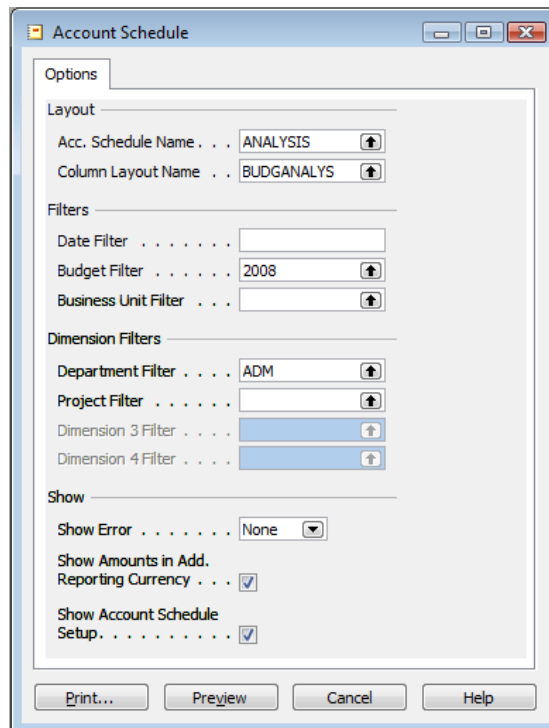 Account Schedule
Options
Layout
Acc. Schedule Name . . . ANALYSIS
Column Layout Name . . BUDGANALYS
Filters
Date Filter . . . . . . .
Budget Filter . . . . . . 2008
Business Unit Filter . . .
Dimension Filters
Department Filter . . . . ADM
Project Filter . . . . . .
Dimension 3 Filter . . . .
Dimension 4 Filter . . . .
Show
Show Error . . . . . . . None
Show Amounts in Add.
Reporting Currency . . .
Show Account Schedule
Setup. . . . . . . . . .
Print... Preview Cancel Help